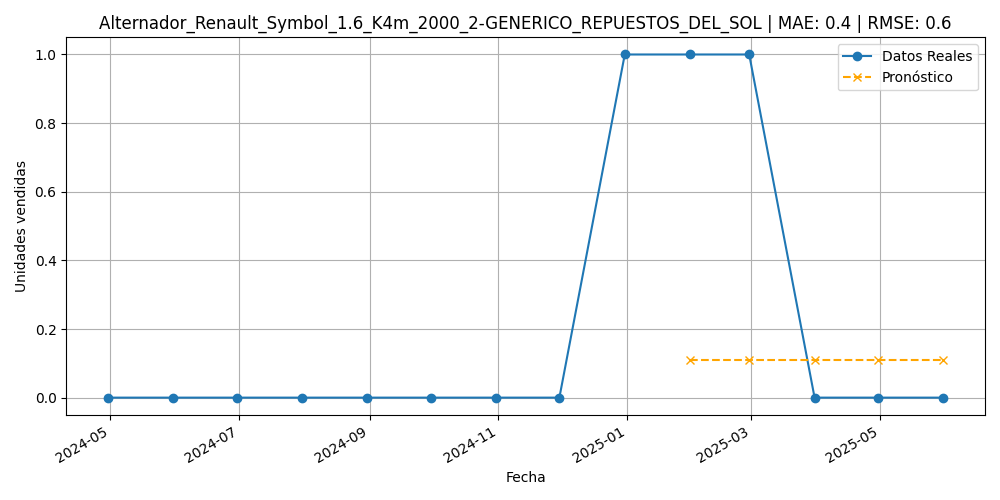 Alternador_Renault_Symbol_1.6_K4m_2000_2-GENERICO_REPUESTOS_DEL_SOL | MAE: 0.4 | RMSE: 0.6
Datos Reales
Pronóstico
Unidades vendidas
1.0
0.8
0.6
0.4
0.2
0.0
2024-05
2024-07
2024-09
2024-11
2025-01
2025-03
2025-05
Fecha